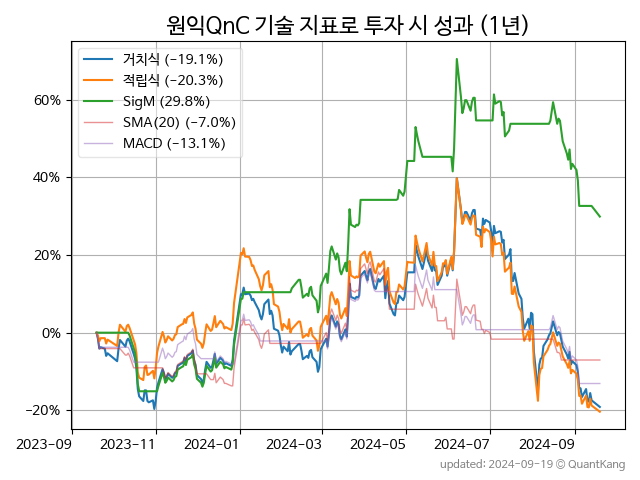 원익QnC 기술 지표로 투자 시 성과 (1년)
거치식 (−19.1%)
적립식 (−20.3%)
SigM (29.8%)
SMA(20) (−7.0%)
MACD (−13.1%)
60%
40%
20%
0%
−20%
2023-09 2023-11 2024-01 2024-03 2024-05 2024-07 2024-09
updated: 2024-09-19 © QuantKang